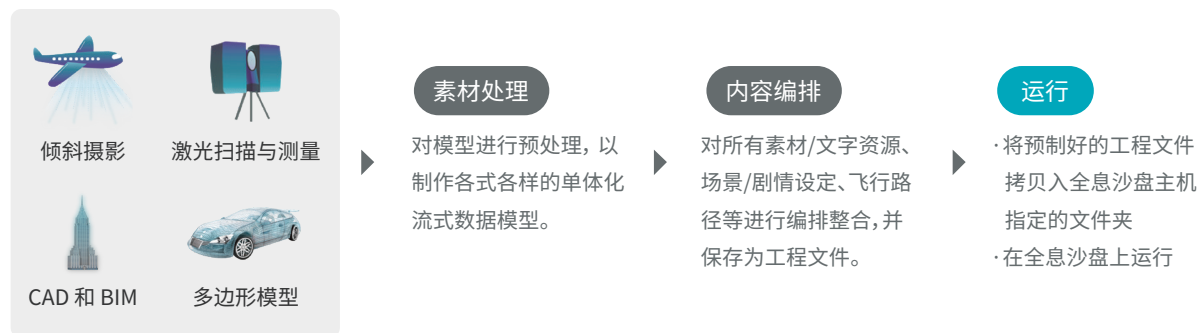 倾斜摄影
激光扫描与测量
CAD 和 BIM
多边形模型
素材处理
对模型进行预处理，以
制作各式各样的单体化
流式数据模型。
内容编排
对所有素材/文字资源、
场景/剧情设定、飞行路
径等进行编排整合，并
保存为工程文件。
运行
·将预制好的工程文件
拷贝入全息沙盘主机
指定的文件夹
·在全息沙盘上运行